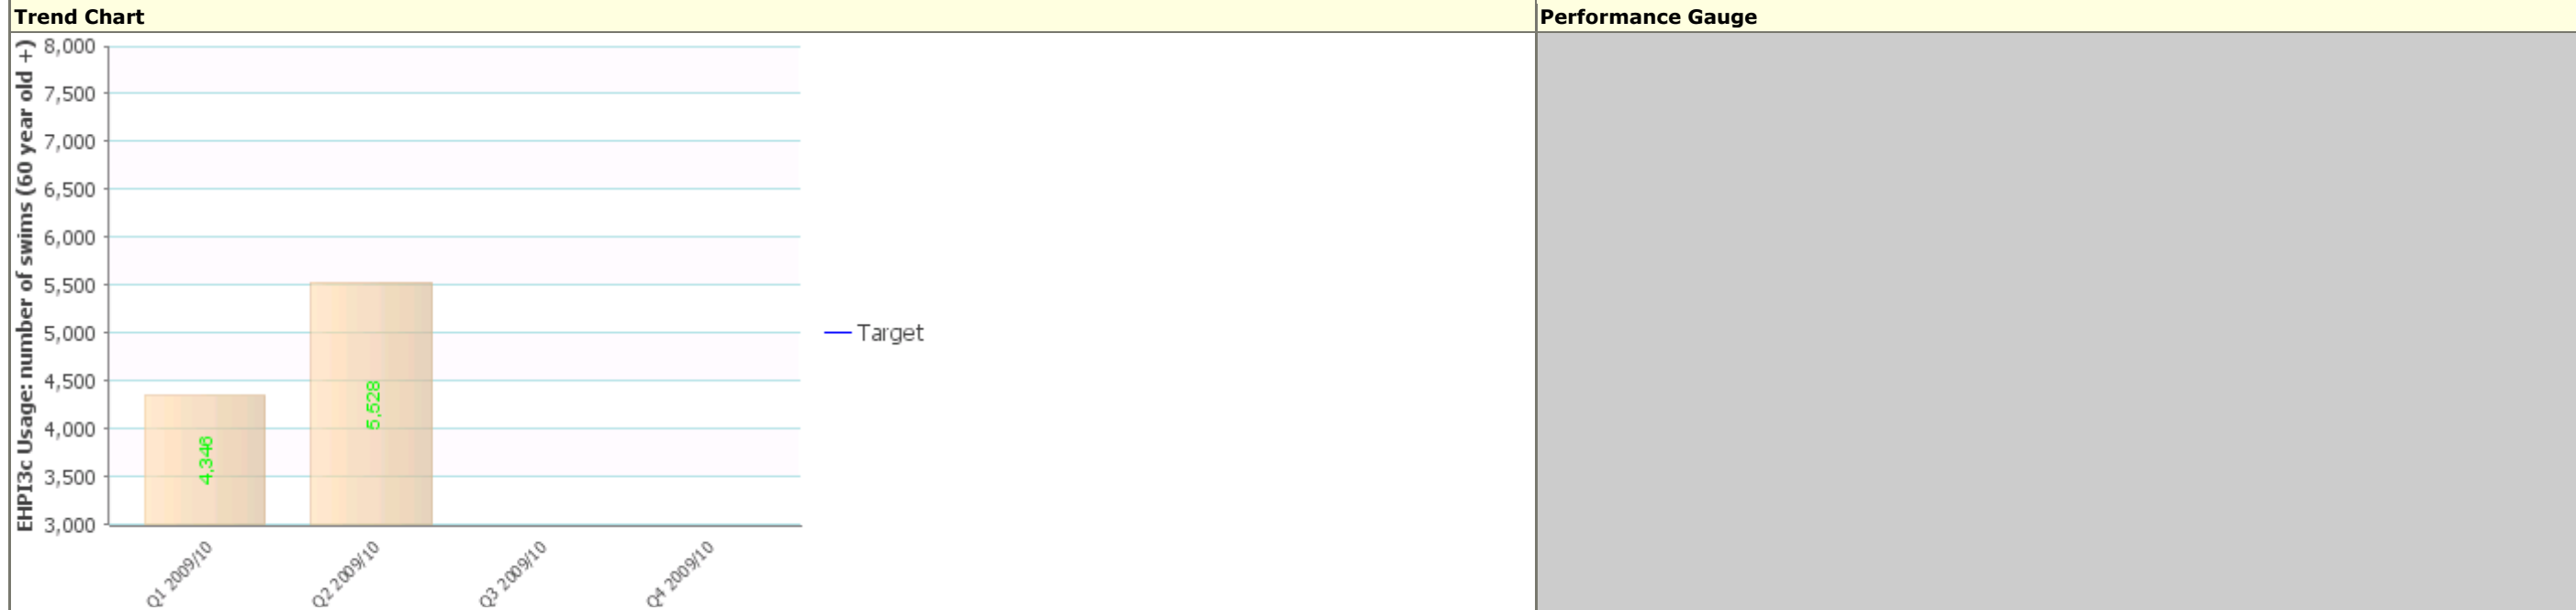 Trend Chart
Performance Gauge
EHPI3c Usage: number of swims (60 year old +)
8,000
7,500
7,000
6,500
6,000
5,500
5,000
4,500
4,000
3,500
3,000
4,346
5,528
Q1 2009/10
Q2 2009/10
Q3 2009/10
Q4 2009/10
Target